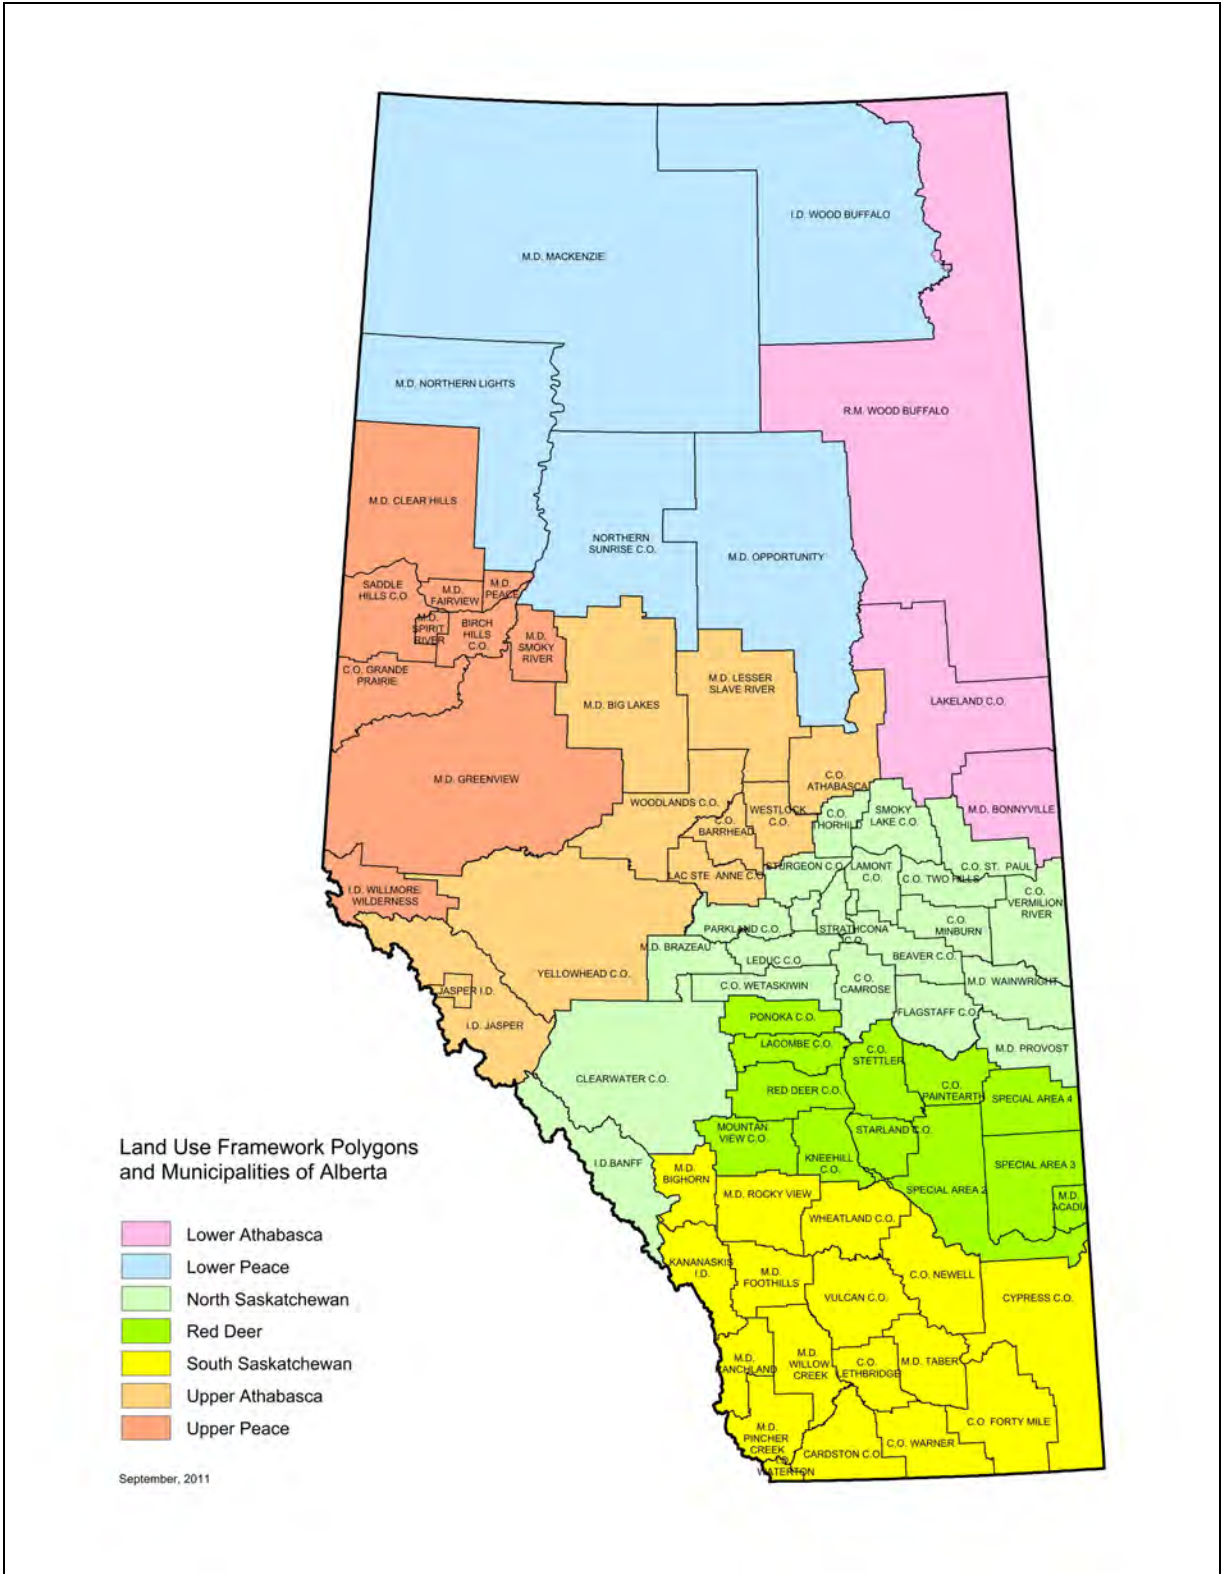 I.D. WOOD BUFFALO
M.D. MACKENZIE
M.D. NORTHERN LIGHTS
R.M. WOOD BUFFALO
M.D. CLEAR HILLS
NORTHERN
SUNRISE C.O.
M.D. OPPORTUNITY
SADDLE
HILLS C.O.
M.D.
FAIRVIEW
M.D.
PEACE
M.D.
SPIRIT
RIVER
BIRCH
HILLS
C.O.
M.D.
SMOKY
RIVER
C.O. GRANDE
PRAIRIE
M.D. BIG LAKES
M.D. LESSER
SLAVE RIVER
LAKELAND C.O.
M.D. GREENVIEW
C.O.
ATHABASCA
WOODLANDS C.O.
WESTLOCK
C.O.
C.O.
BARRHEAD
C.O.
THORHILD
SMOKY
LAKE C.O.
M.D. BONNYVILLE
LAC STE  ANNE C.O.
STURGEON C.O.
LAMONT
C.O.
C.O. ST.  PAUL
C.O. TWO HILLS
C.O.
VERMILION
RIVER
I.D. WILLMORE
WILDERNESS
PARKLAND C.O.
STRATHCONA
C.O.
C.O.
MINBURN
M.D. BRAZEAU
LEDUC C.O.
BEAVER C.O.
YELLOWHEAD C.O.
C.O. WETASKIWIN
C.O.
CAMROSE
M.D. WAINWRIGHT
JASPER I.D.
I.D. JASPER
PONOKA C.O.
FLAGSTAFF C.O.
LACOMBE C.O.
C.O.
STETTLER
M.D. PROVOST
CLEARWATER C.O.
RED DEER C.O.
C.O.
PAINTEARTH
SPECIAL AREA 4
MOUNTAN
VIEW C.O.
STARLAND C.O.
Land Use Framework Polygons
and Municipalities of Alberta
I.D.BANFF
M.D.
BIGHORN
KNEEHILL
C.O.
SPECIAL AREA 3
M.D. ROCKY VIEW
SPECIAL AREA 2
M.D.
ACADIA
WHEATLAND C.O.
Lower Athabasca
Lower Peace
North Saskatchewan
Red Deer
South Saskatchewan
Upper Athabasca
Upper Peace
KANANASKIS
I.D.
M.D.
FOOTHILLS
C.O. NEWELL
VULCAN C.O.
CYPRESS C.O.
M.D.
RANCHLAND
M.D.
WILLOW
CREEK
C.O.
LETHBRIDGE
M.D. TABER
C.O  FORTY MILE
M.D.
PINCHER
CREEK
CARDSTON C.O.
C.O. WARNER
I.D.
WATERTON
September, 2011